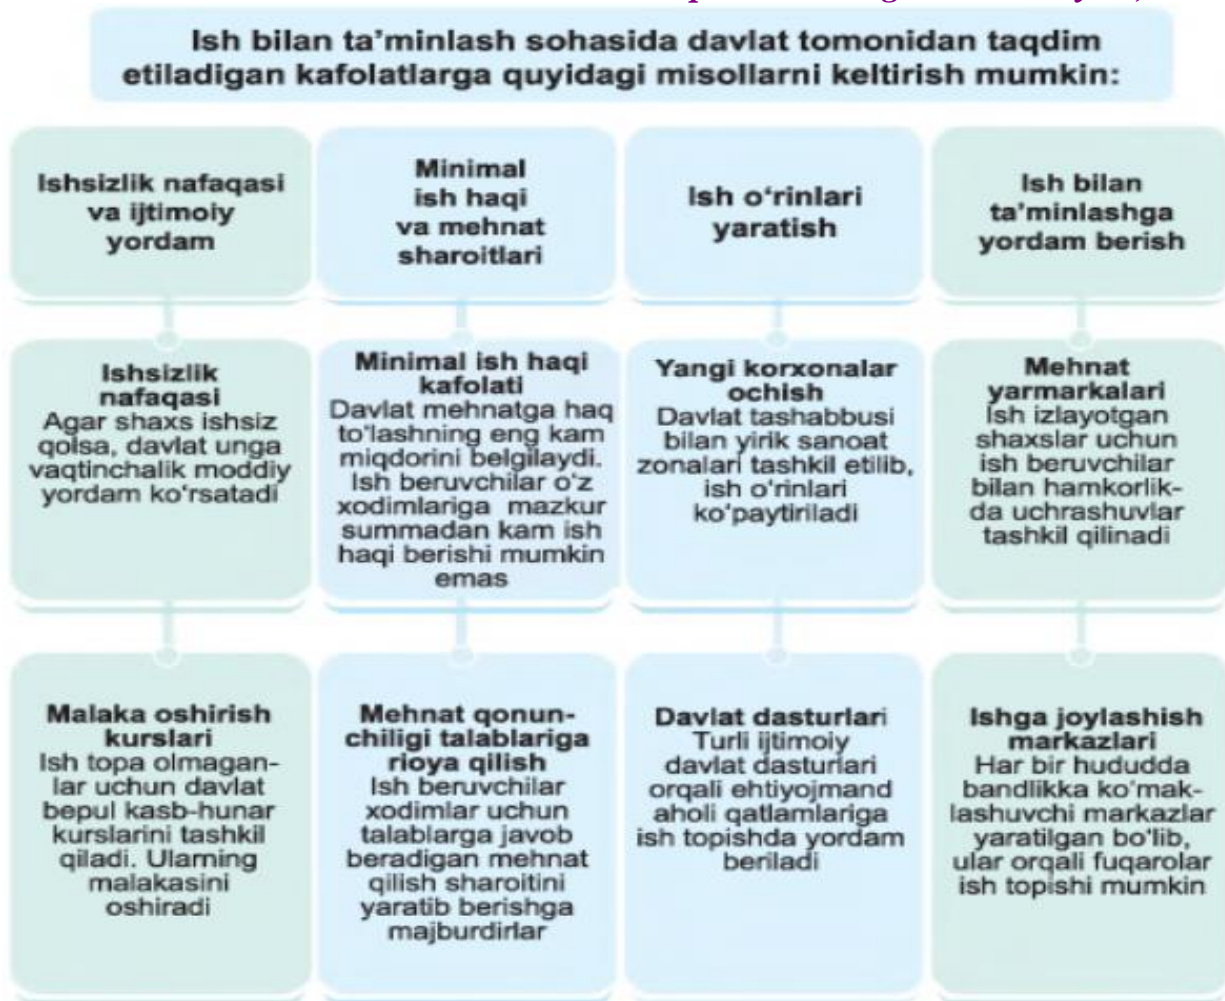 Ish bilan ta'minlash sohasida davlat tomonidan taqdim
etiladigan kafolatlarga quyidagi misollarni keltirish mumkin:
Ishsizlik nafaqasi
va ijtimoiy
yordam
Minimal
ish haqi
va mehnat
sharoitlari
Ish o‘rinlari
yaratish
Ish bilan
ta'minlashga
yordam berish
Ishsizlik
nafaqasi
Agar shaxs ishsiz
qolsa, davlat unga
vaqtinchalik moddiy
yordam ko‘rsatadi
Minimal ish haqi
kafolati
Davlat mehnatga haq
to‘lashning eng kam
miqdorini belgilaydi.
Ish beruvchilar o‘z
xodimlariga mazkur
summadan kam ish
haqi berishi mumkin
emas
Yangi korxonalar
ochish
Davlat tashabbusi
bilan yirik sanoat
zonalari tashkil etilib,
ish o‘rinlari
ko‘paytiriladi
Mehnat
yarmarkalari
Ish izlayotgan
shaxslar uchun
ish beruvchilar
bilan hamkorlik-
da uchrashuvlar
tashkil qilinadi
Malaka oshirish
kurslari
Ish topa olmagan-
lar uchun davlat
bepul kasb-hunar
kurslarini tashkil
qiladi. Ularning
malakasini
oshiradi
Mehnat qonun-
chiligi talablariga
rioya qilish
Ish beruvchilar
xodimlar uchun
talablarga javob
beradigan mehnat
qilish sharoitini
yaratib berishga
majburdirlar
Davlat dasturlari
Turli ijtimoiy
davlat dasturlari
orqali ehtiyojmand
aholi qatlamlariga
ish topishda yordam
beriladi
Ishga joylashish
markazlari
Har bir hududda
bandlikka ko‘mak-
lashuvchi markazlar
yaratilgan bo‘lib,
ular orqali fuqarolar
ish topishi mumkin